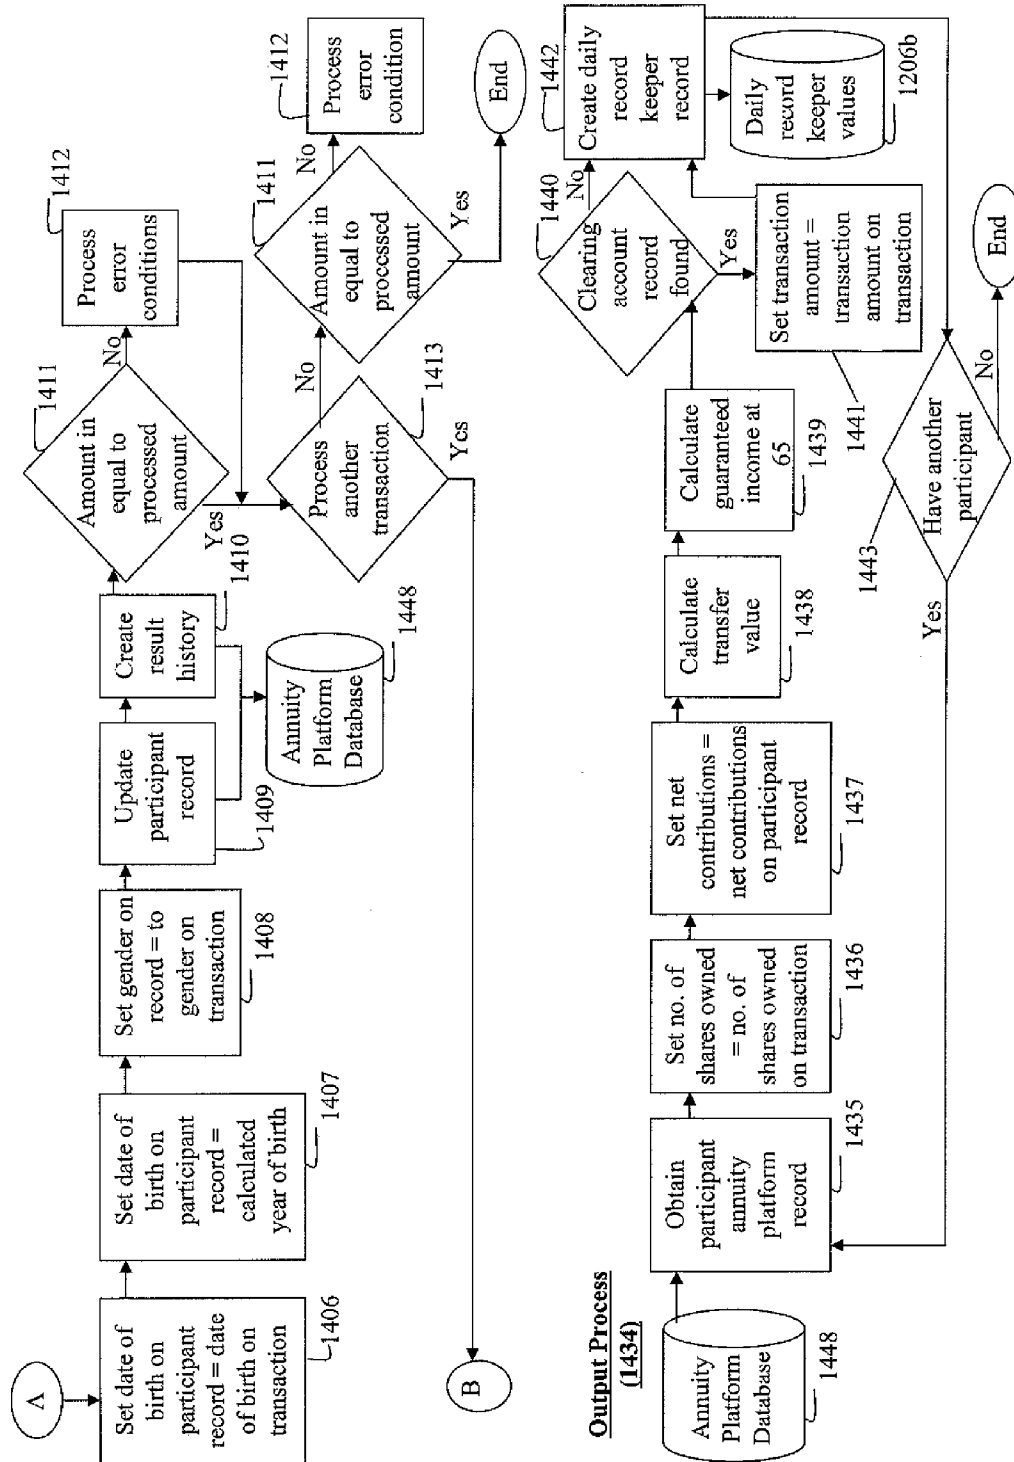 A
Set date of
birth on
participant
record = date
of birth on
transaction
1406
Set date of
birth on
participant
record =
calculated
year of birth
1407
Set gender on
record = to
gender on
transaction
1408
Update
participant
record
1409
Create
result
history
1410
Annuity
Platform
Database
1448
Amount in
equal to
processed
amount
1411
No
Yes
Process
error
conditions
1412
Process
another
transaction
1413
No
Yes
B
Amount in
equal to
processed
amount
1411
No
Yes
Process
error
condition
1412
End
Output Process
(1434)
Annuity
Platform
Database
1448
Obtain
participant
annuity
platform
record
1435
Set no. of
shares owned
= no. of
shares owned
on transaction
1436
Set net
contributions =
net contributions
on participant
record
1437
Calculate
transfer
value
1438
Calculate
guaranteed
income at
65
1439
Clearing
account
record
found
1440
No
Yes
Set transaction
amount =
transaction
amount on
transaction
1441
Create daily
record
keeper
record
1442
Daily
record
keeper
values
1206b
Have another
participant
1443
Yes
No
End